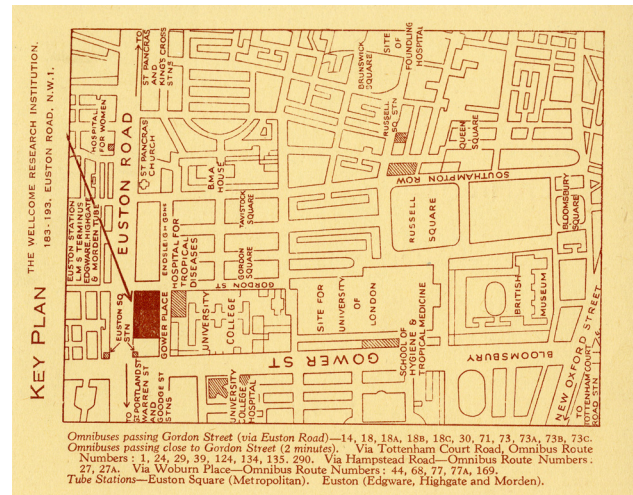 KEY PLAN
THE WELLCOME RESEARCH INSTITUTION.
183-193, EUSTON ROAD, N.W.1.
EUSTON STATION
L.M.S TERMINUS
EDGWARE, HIGHGATE
& MORDEN TUBE
HOSPITAL
FOR WOMEN
EUSTON ROAD
TO
ST PANCRAS
AND
KING'S CROSS
STNS
ST PANCRAS
CHURCH
B.M.A.
HOUSE
ENDSLEIGH GDNS
HOSPITAL FOR
TROPICAL
DISEASES
TAVISTOCK
SQUARE
GORDON
SQUARE
GORDON ST
EUSTON SQ
STN
GOWER PLACE
UNIVERSITY
COLLEGE
TO
GT PORTLAND ST
WARREN ST
AND
GOODGE ST
STNS
UNIVERSITY
COLLEGE
HOSPITAL
GOWER ST
SITE FOR
UNIVERSITY
OF
LONDON
SCHOOL OF
HYGIENE &
TROPICAL MEDICINE
BRUNSWICK
SQUARE
SITE
OF
FOUNDLING
HOSPITAL
RUSSELL
SQ STN
QUEEN
SQUARE
SOUTHAMPTON ROW
RUSSELL
SQUARE
BLOOMSBURY
SQUARE
BRITISH
MUSEUM
BLOOMSBURY
NEW OXFORD STREET
TO
TOTTENHAM COURT
ROAD STN
Omnibuses passing Gordon Street (via Euston Road)—14, 18, 18A, 18B, 18C, 30, 71, 73, 73A, 73B, 73C.
Omnibuses passing close to Gordon Street (2 minutes). Via Tottenham Court Road, Omnibus Route
Numbers : 1, 24, 29, 39, 124, 134, 135. 290. Via Hampstead Road—Omnibus Route Numbers :
27, 27A. Via Woburn Place—Omnibus Route Numbers : 44, 68, 77, 77A, 169.
Tube Stations—Euston Square (Metropolitan). Euston (Edgware, Highgate and Morden).